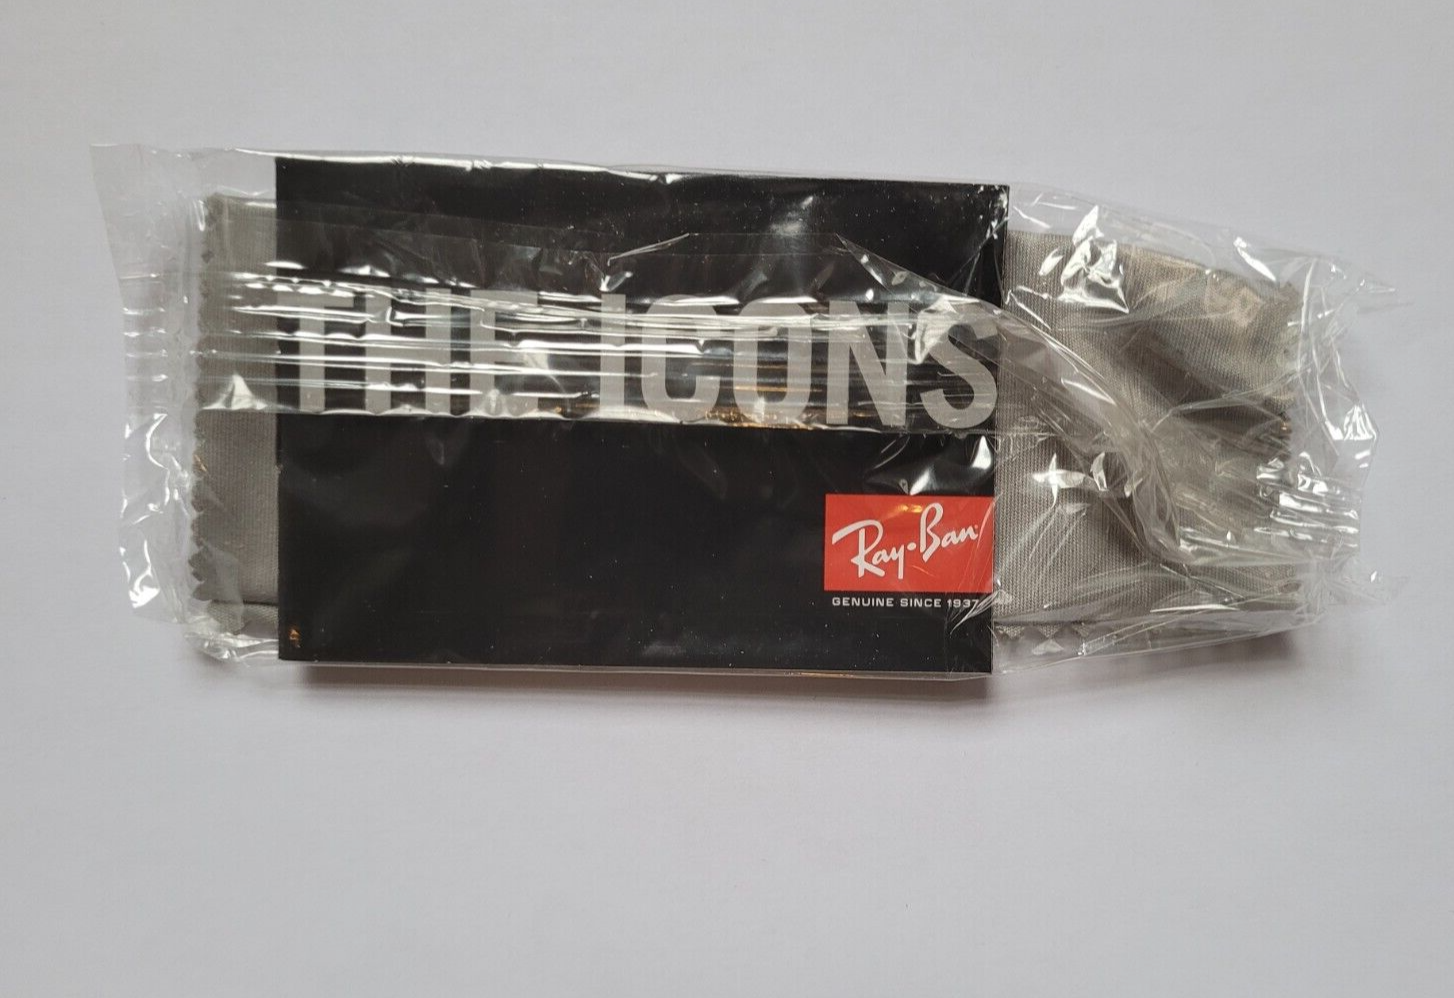 THE ICONS
Ray-Ban
GENUINE SINCE 1937